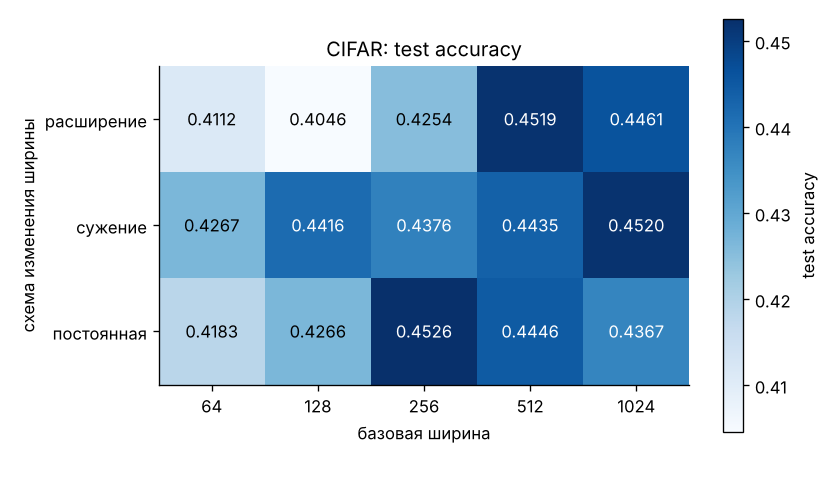 CIFAR: test accuracy
схема изменения ширины
расширение 0.4112 0.4046 0.4254 0.4519 0.4461
сужение 0.4267 0.4416 0.4376 0.4435 0.4520
постоянная 0.4183 0.4266 0.4526 0.4446 0.4367
64 128 256 512 1024
базовая ширина
0.45
0.44
0.43
0.42
0.41
test accuracy